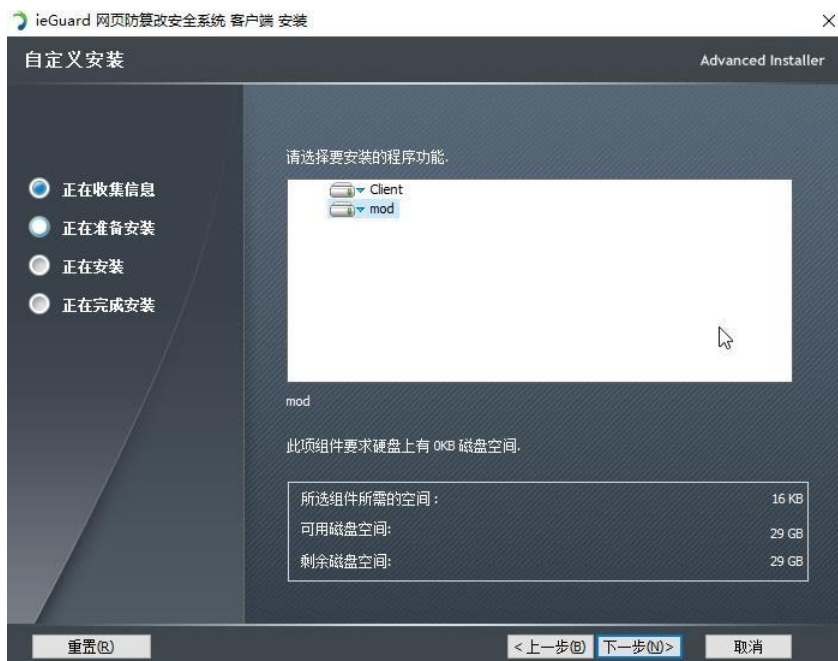 ieGuard 网页防篡改安全系统 客户端 安装
自定义安装
Advanced Installer
请选择要安装的程序功能.
Client
mod
正在收集信息
正在准备安装
正在安装
正在完成安装
mod
此项组件要求硬盘上有 0KB 磁盘空间.
所选组件所需的空间: 16 KB
可用磁盘空间: 29 GB
剩余磁盘空间: 29 GB
重置(R)
<上一步(B)
下一步(N)>
取消